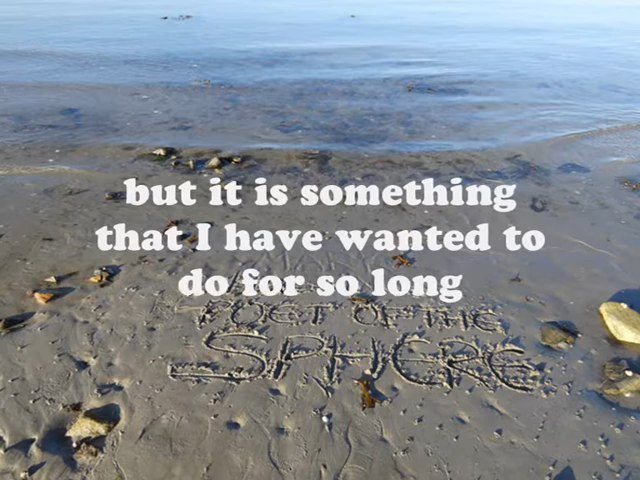 but it is something
that I have wanted to
do for so long
POET OF THE
SPHERE